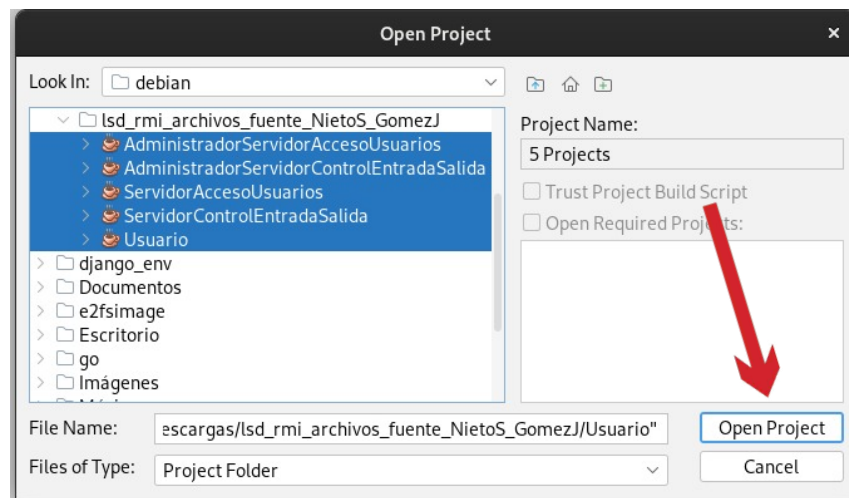 Open Project
Look In: debian
lsd_rmi_archivos_fuente_NietoS_GomezJ
AdministradorServidorAccesoUsuarios
AdministradorServidorControlEntradaSalida
ServidorAccesoUsuarios
ServidorControlEntradaSalida
Usuario
django_env
Documentos
e2fsimage
Escritorio
go
Imágenes
Project Name:
5 Projects
Trust Project Build Script
Open Required Projects:
File Name: escargas/lsd_rmi_archivos_fuente_NietoS_GomezJ/Usuario"
Open Project
Files of Type: Project Folder
Cancel